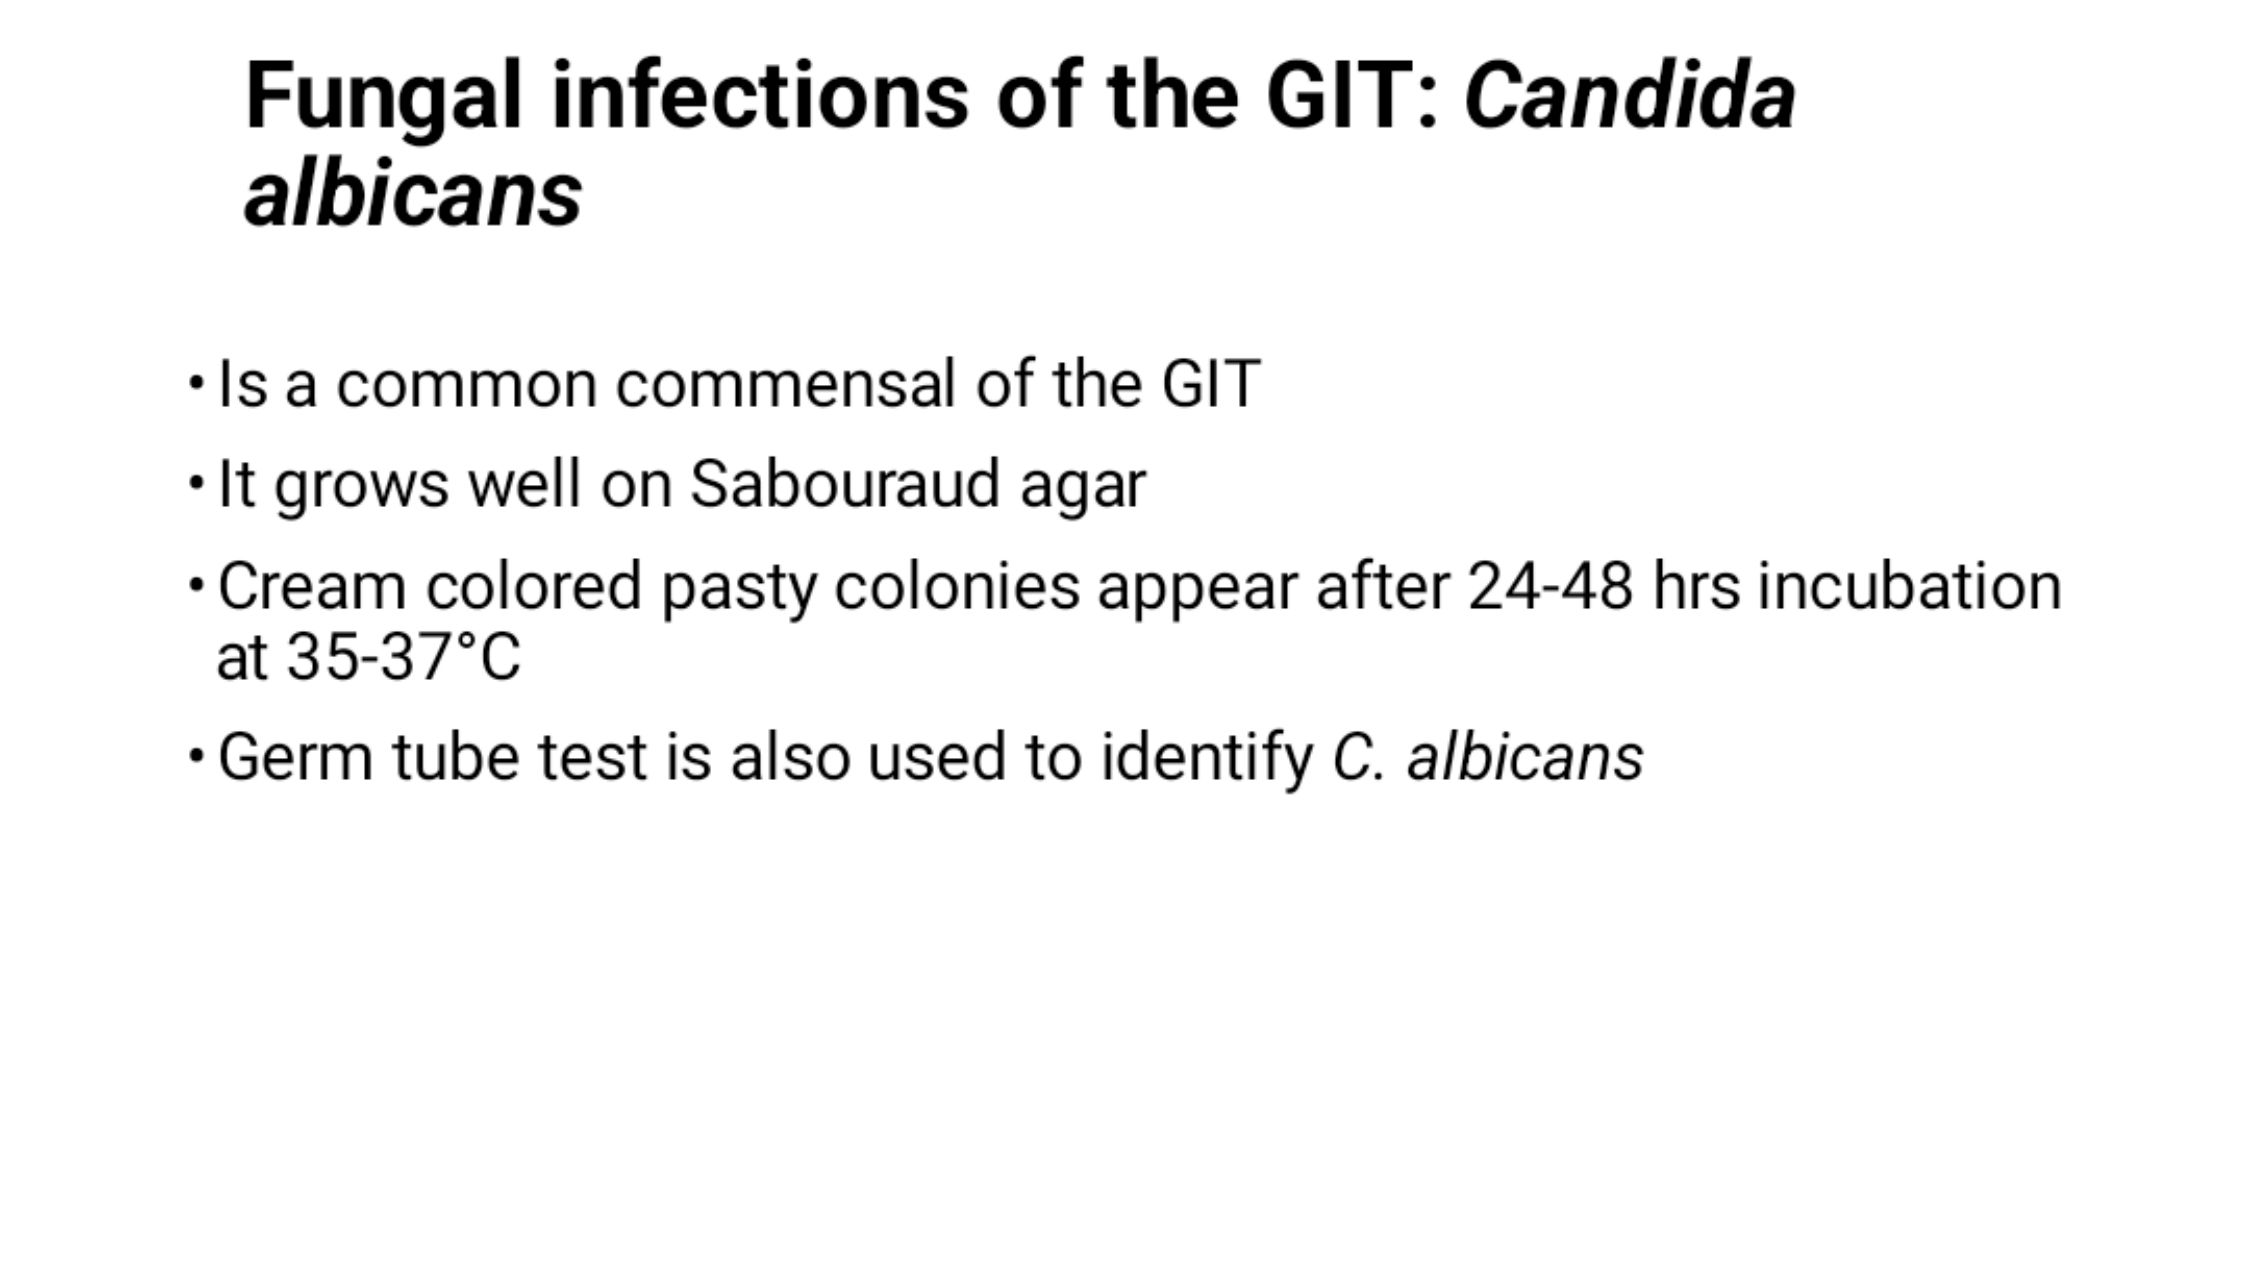 Fungal infections of the GIT: Candida
albicans
• Is a common commensal of the GIT
• It grows well on Sabouraud agar
• Cream colored pasty colonies appear after 24-48 hrs incubation
at 35-37°C
• Germ tube test is also used to identify C. albicans